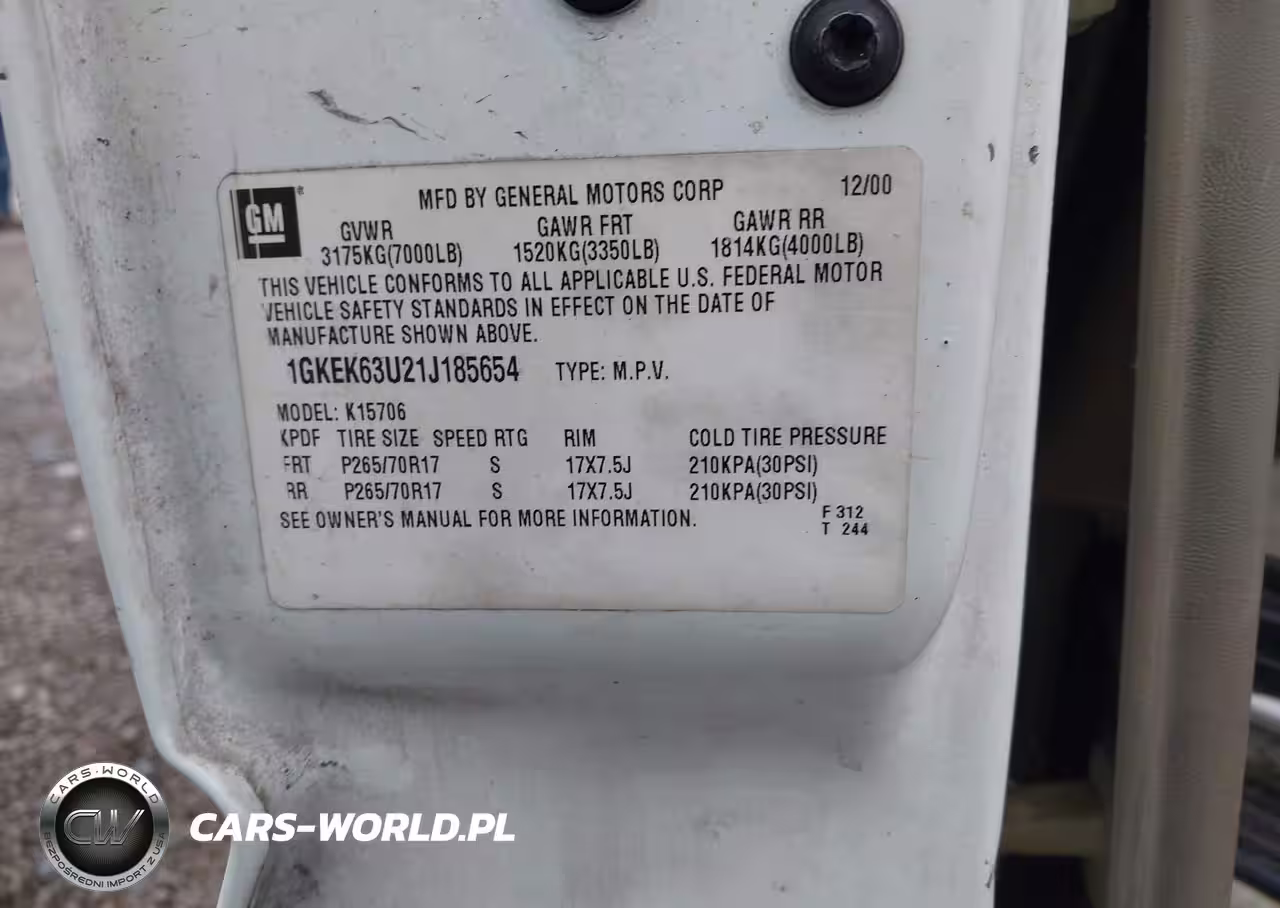 GM
MFD BY GENERAL MOTORS CORP 12/00
GVWR GAWR FRT GAWR RR
3175KG(7000LB) 1520KG(3350LB) 1814KG(4000LB)
THIS VEHICLE CONFORMS TO ALL APPLICABLE U.S. FEDERAL MOTOR
VEHICLE SAFETY STANDARDS IN EFFECT ON THE DATE OF
MANUFACTURE SHOWN ABOVE.
1GKEK63U21J185654 TYPE: M.P.V.
MODEL: K15706
KPDF TIRE SIZE SPEED RTG RIM COLD TIRE PRESSURE
FRT P265/70R17 S 17X7.5J 210KPA(30PSI)
RR P265/70R17 S 17X7.5J 210KPA(30PSI)
SEE OWNER'S MANUAL FOR MORE INFORMATION. F 312
T 244
CARS-WORLD
CW
BEZPOŚREDNI IMPORT Z USA
CARS-WORLD.PL